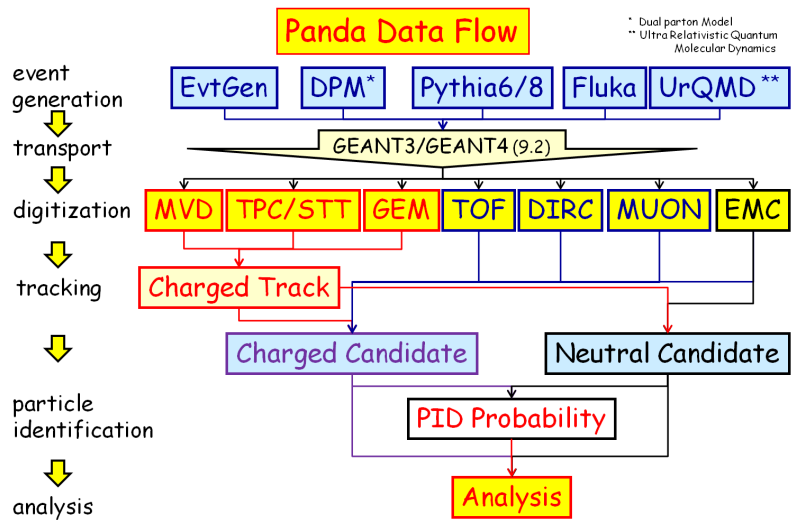 Panda Data Flow
* Dual parton Model
** Ultra Relativistic Quantum
Molecular Dynamics
event
generation
EvtGen DPM* Pythia6/8 Fluka UrQMD **
transport
GEANT3/GEANT4 (9.2)
digitization
MVD TPC/STT GEM TOF DIRC MUON EMC
tracking
Charged Track
Charged Candidate Neutral Candidate
particle
identification
PID Probability
analysis
Analysis